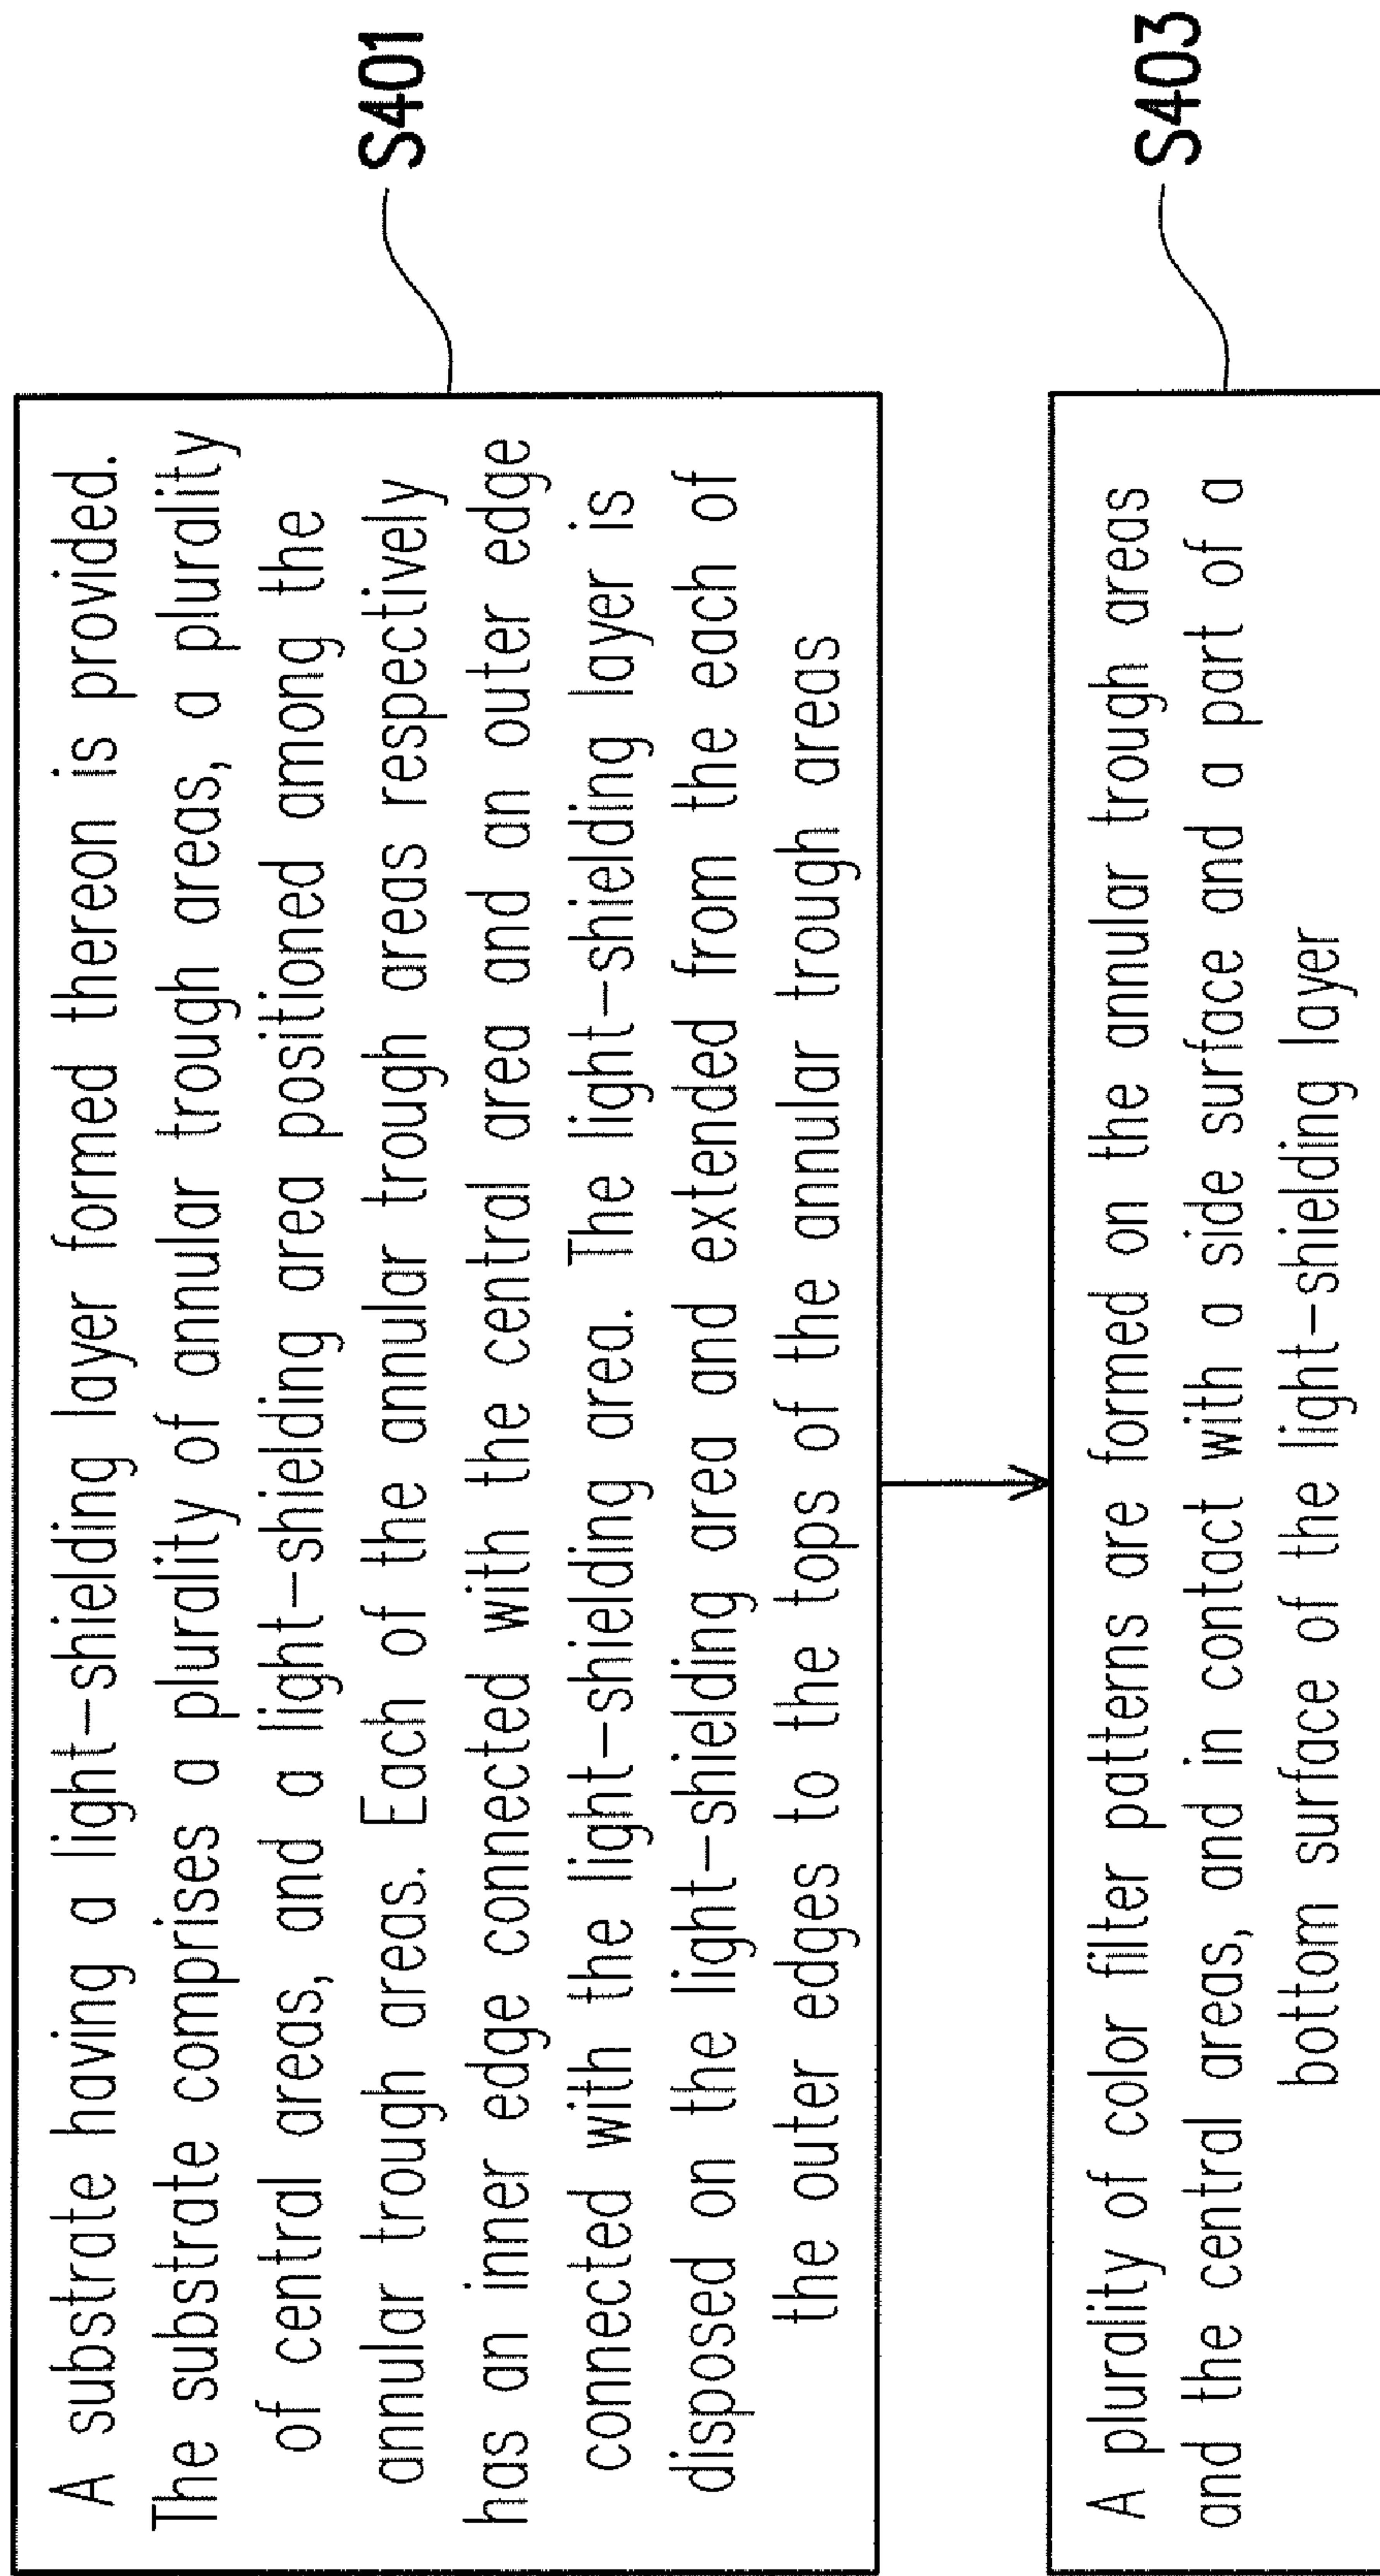 A substrate having a light-shielding layer formed thereon is provided.
The substrate comprises a plurality of annular trough areas, a plurality
of central areas, and a light-shielding area positioned among the
annular trough areas. Each of the annular trough areas respectively
has an inner edge connected with the central area and an outer edge
connected with the light-shielding area. The light-shielding layer is
disposed on the light-shielding area and extended from the each of
the outer edges to the tops of the annular trough areas
S401
A plurality of color filter patterns are formed on the annular trough areas
and the central areas, and in contact with a side surface and a part of a
bottom surface of the light-shielding layer
S403